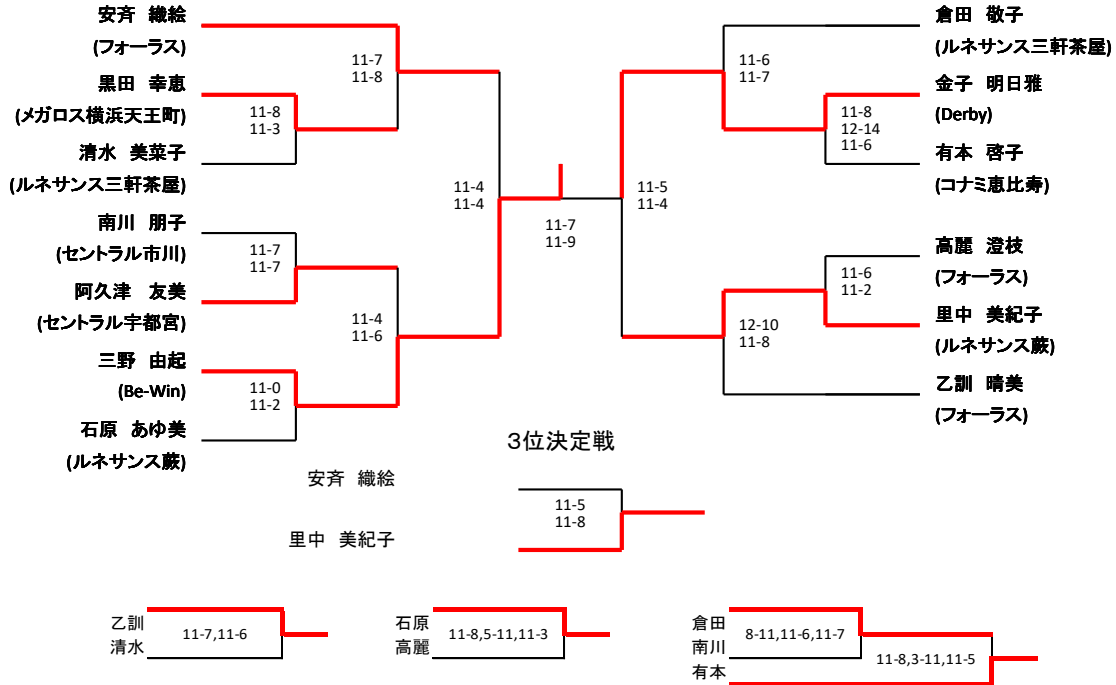 安斉　織絵
(フォーラス)
黒田　幸恵
(メガロス横浜天王町)
清水　美菜子
(ルネサンス三軒茶屋)
南川　朋子
(セントラル市川)
阿久津　友美
(セントラル宇都宮)
三野　由起
(Be-Win)
石原　あゆ美
(ルネサンス蕨)
11-8
11-3
11-7
11-7
11-0
11-2
11-7
11-8
11-4
11-6
11-4
11-4
11-7
11-9
11-5
11-4
11-6
11-7
12-10
11-8
11-8
12-14
11-6
11-6
11-2
倉田　敬子
(ルネサンス三軒茶屋)
金子　明日雅
(Derby)
有本　啓子
(コナミ恵比寿)
高麗　澄枝
(フォーラス)
里中　美紀子
(ルネサンス蕨)
乙訓　晴美
(フォーラス)
3位決定戦
安斉　織絵
里中　美紀子
11-5
11-8
乙訓
清水
11-7,11-6
石原
高麗
11-8,5-11,11-3
倉田
南川
有本
8-11,11-6,11-7
11-8,3-11,11-5